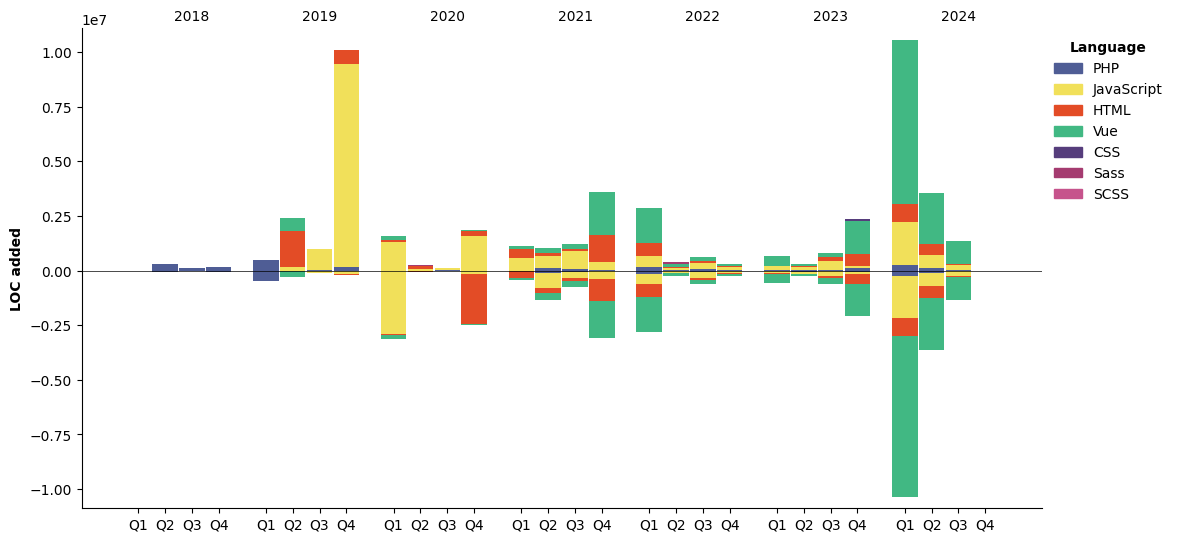 1e7
2018 2019 2020 2021 2022 2023 2024
Language
PHP
JavaScript
HTML
Vue
CSS
Sass
SCSS
LOC added
1.00
0.75
0.50
0.25
0.00
−0.25
−0.50
−0.75
−1.00
Q1 Q2 Q3 Q4 Q1 Q2 Q3 Q4 Q1 Q2 Q3 Q4 Q1 Q2 Q3 Q4 Q1 Q2 Q3 Q4 Q1 Q2 Q3 Q4 Q1 Q2 Q3 Q4